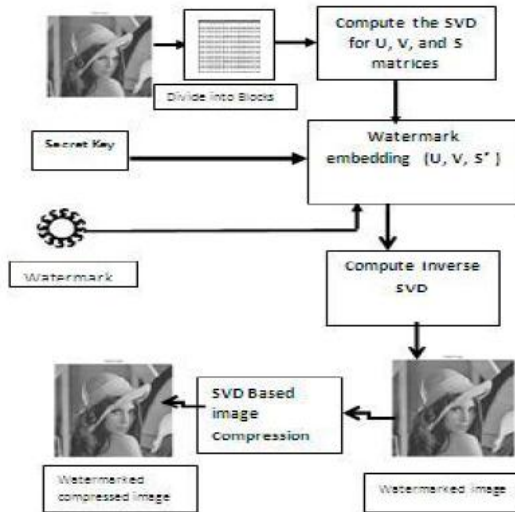 Compute the SVD
for U, V, and S
matrices
Divide into Blocks
Secret Key
Watermark
embedding (U, V, S* )
Watermark
Compute Inverse
SVD
SVD Based
image
Compression
Watermarked
compressed image
Watermarked image